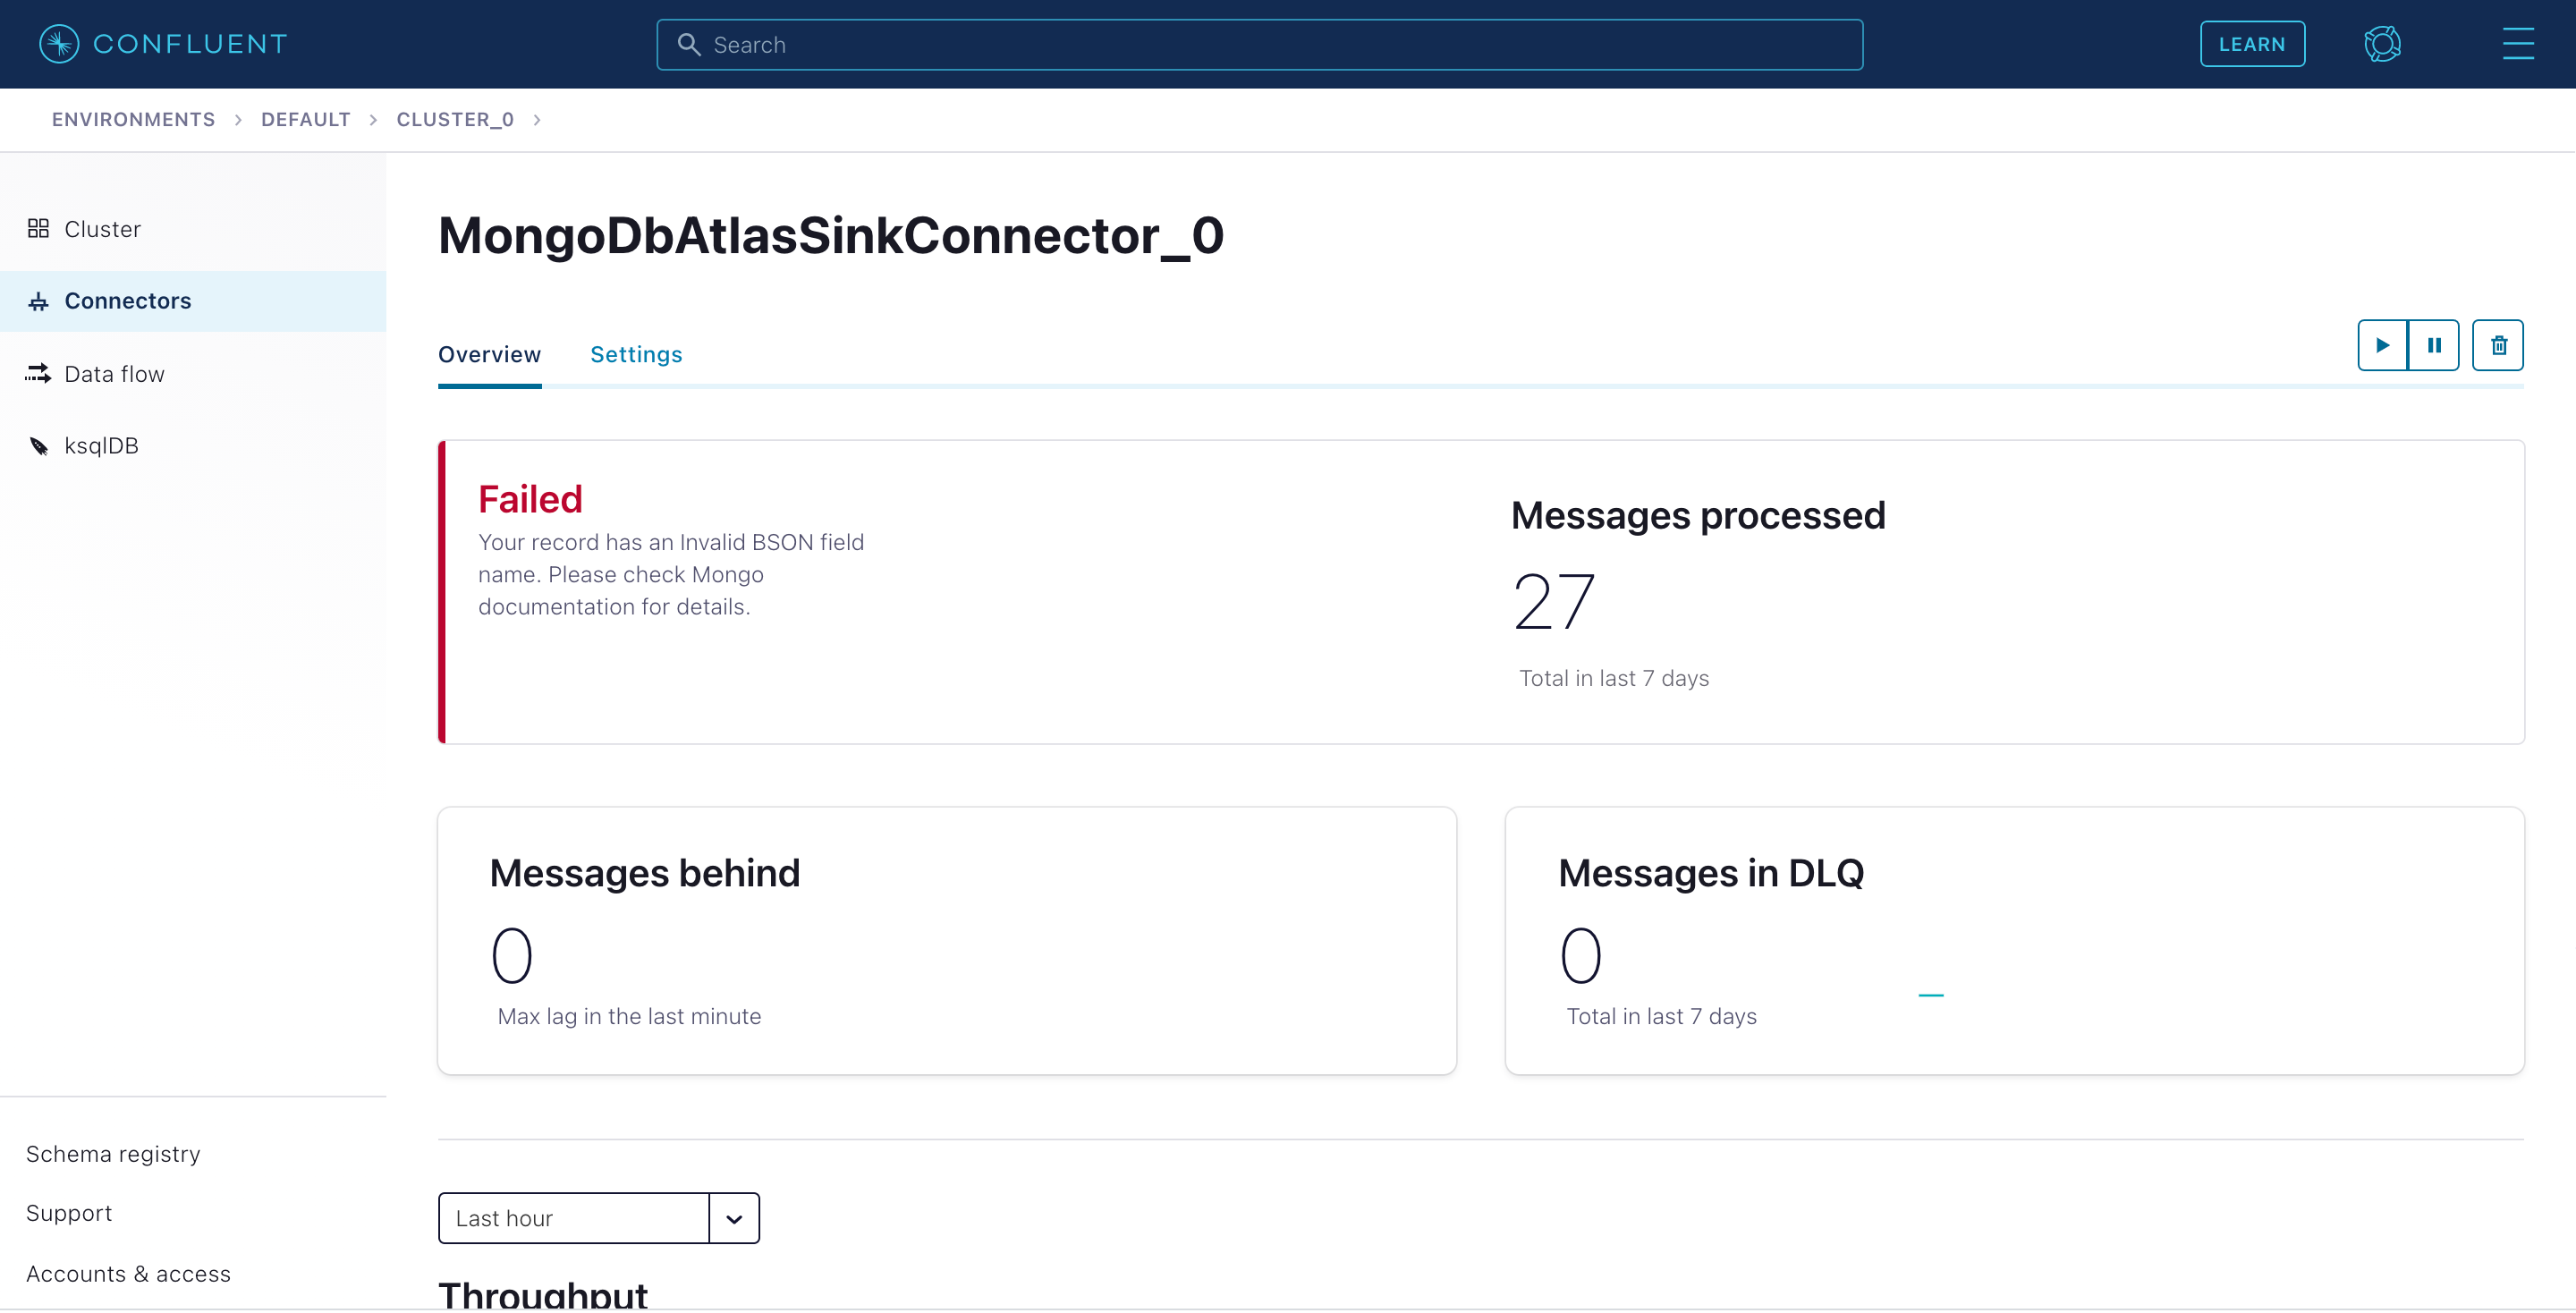 CONFLUENT
Search
LEARN
ENVIRONMENTS > DEFAULT > CLUSTER_0 >
Cluster
Connectors
Data flow
ksqlDB
Schema registry
Support
Accounts & access
MongoDbAtlasSinkConnector_0
Overview
Settings
Failed
Your record has an Invalid BSON field
name. Please check Mongo
documentation for details.
Messages processed
27
Total in last 7 days
Messages behind
0
Max lag in the last minute
Messages in DLQ
0
Total in last 7 days
Last hour
Throughput